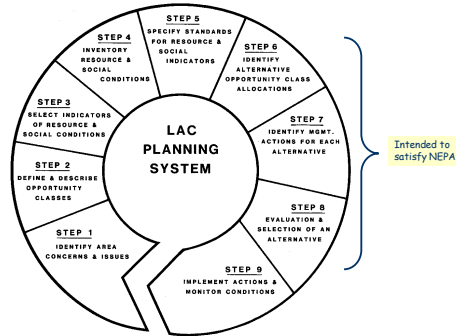 LAC
PLANNING
SYSTEM
STEP 1
IDENTIFY AREA
CONCERNS & ISSUES
STEP 2
DEFINE & DESCRIBE
OPPORTUNITY
CLASSES
STEP 3
SELECT INDICATORS
OF RESOURCE &
SOCIAL CONDITIONS
STEP 4
INVENTORY
RESOURCE &
SOCIAL
CONDITIONS
STEP 5
SPECIFY STANDARDS
FOR RESOURCE &
SOCIAL
INDICATORS
STEP 6
IDENTIFY
ALTERNATIVE
OPPORTUNITY CLASS
ALLOCATIONS
STEP 7
IDENTIFY MGMT.
ACTIONS FOR EACH
ALTERNATIVE
STEP 8
EVALUATION &
SELECTION OF AN
ALTERNATIVE
STEP 9
IMPLEMENT ACTIONS &
MONITOR CONDITIONS
Intended to
satisfy NEPA